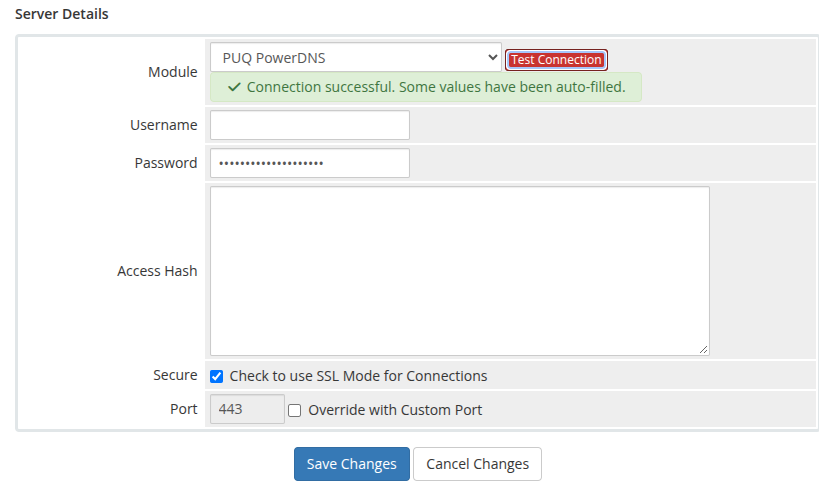 Server Details
Module
PUQ PowerDNS
Test Connection
Connection successful. Some values have been auto-filled.
Username
Password
•••••••••••••••••••
Access Hash
Secure
Check to use SSL Mode for Connections
Port
443
Override with Custom Port
Save Changes
Cancel Changes